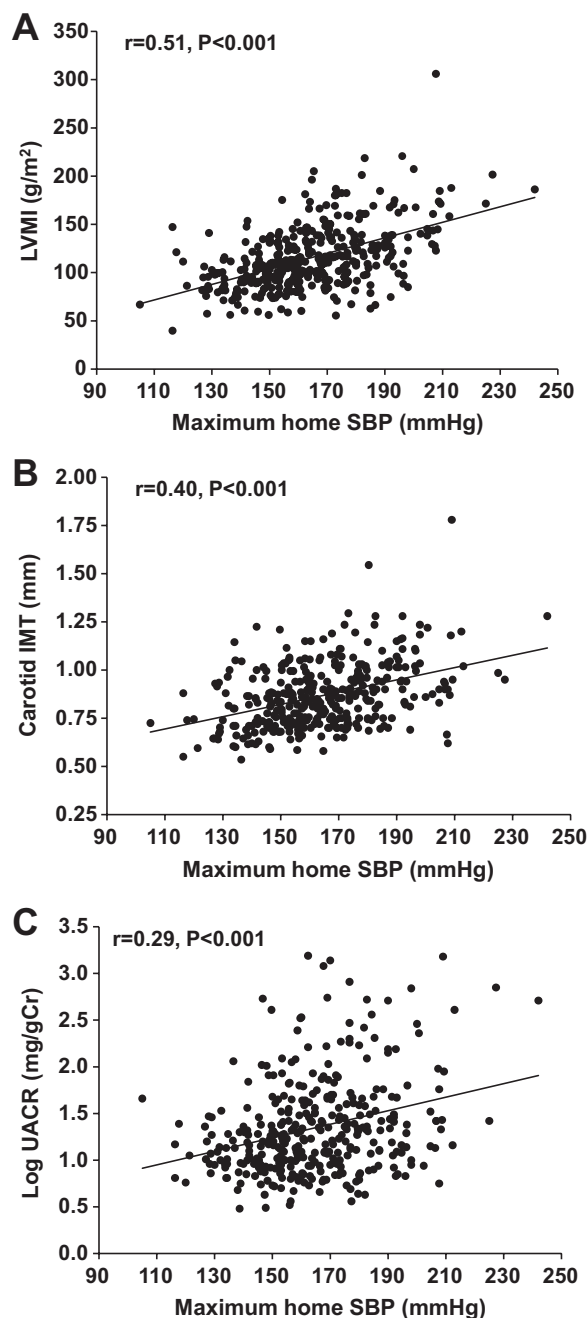 A
r=0.51, P<0.001
LVMI (g/m²)
350
300
250
200
150
100
50
0
90 110 130 150 170 190 210 230 250
Maximum home SBP (mmHg)
B
r=0.40, P<0.001
Carotid IMT (mm)
2.00
1.75
1.50
1.25
1.00
0.75
0.50
0.25
90 110 130 150 170 190 210 230 250
Maximum home SBP (mmHg)
C
r=0.29, P<0.001
Log UACR (mg/gCr)
3.5
3.0
2.5
2.0
1.5
1.0
0.5
0.0
90 110 130 150 170 190 210 230 250
Maximum home SBP (mmHg)